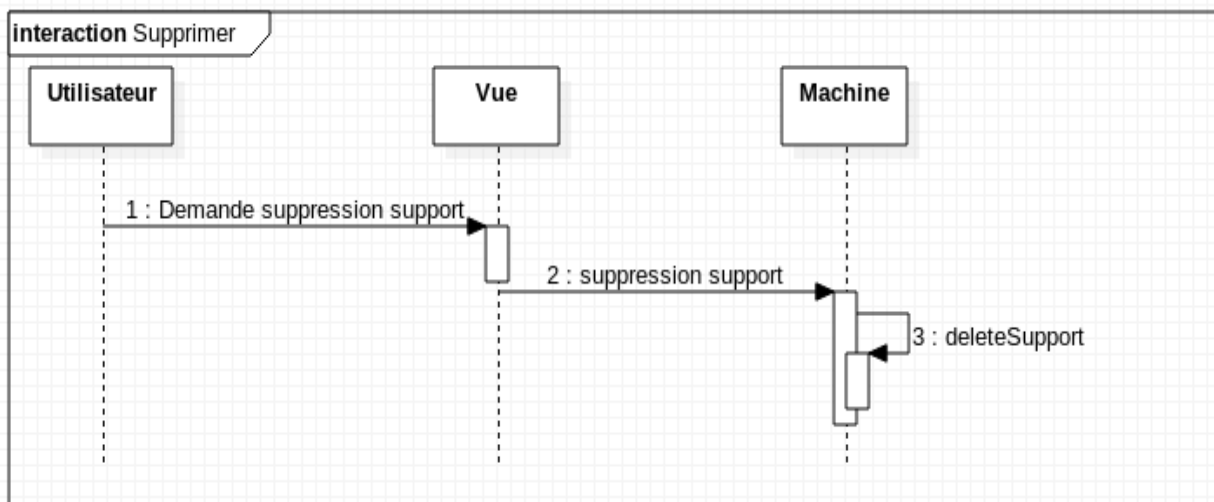 interaction Supprimer
Utilisateur
Vue
Machine
1 : Demande suppression support
2 : suppression support
3 : deleteSupport